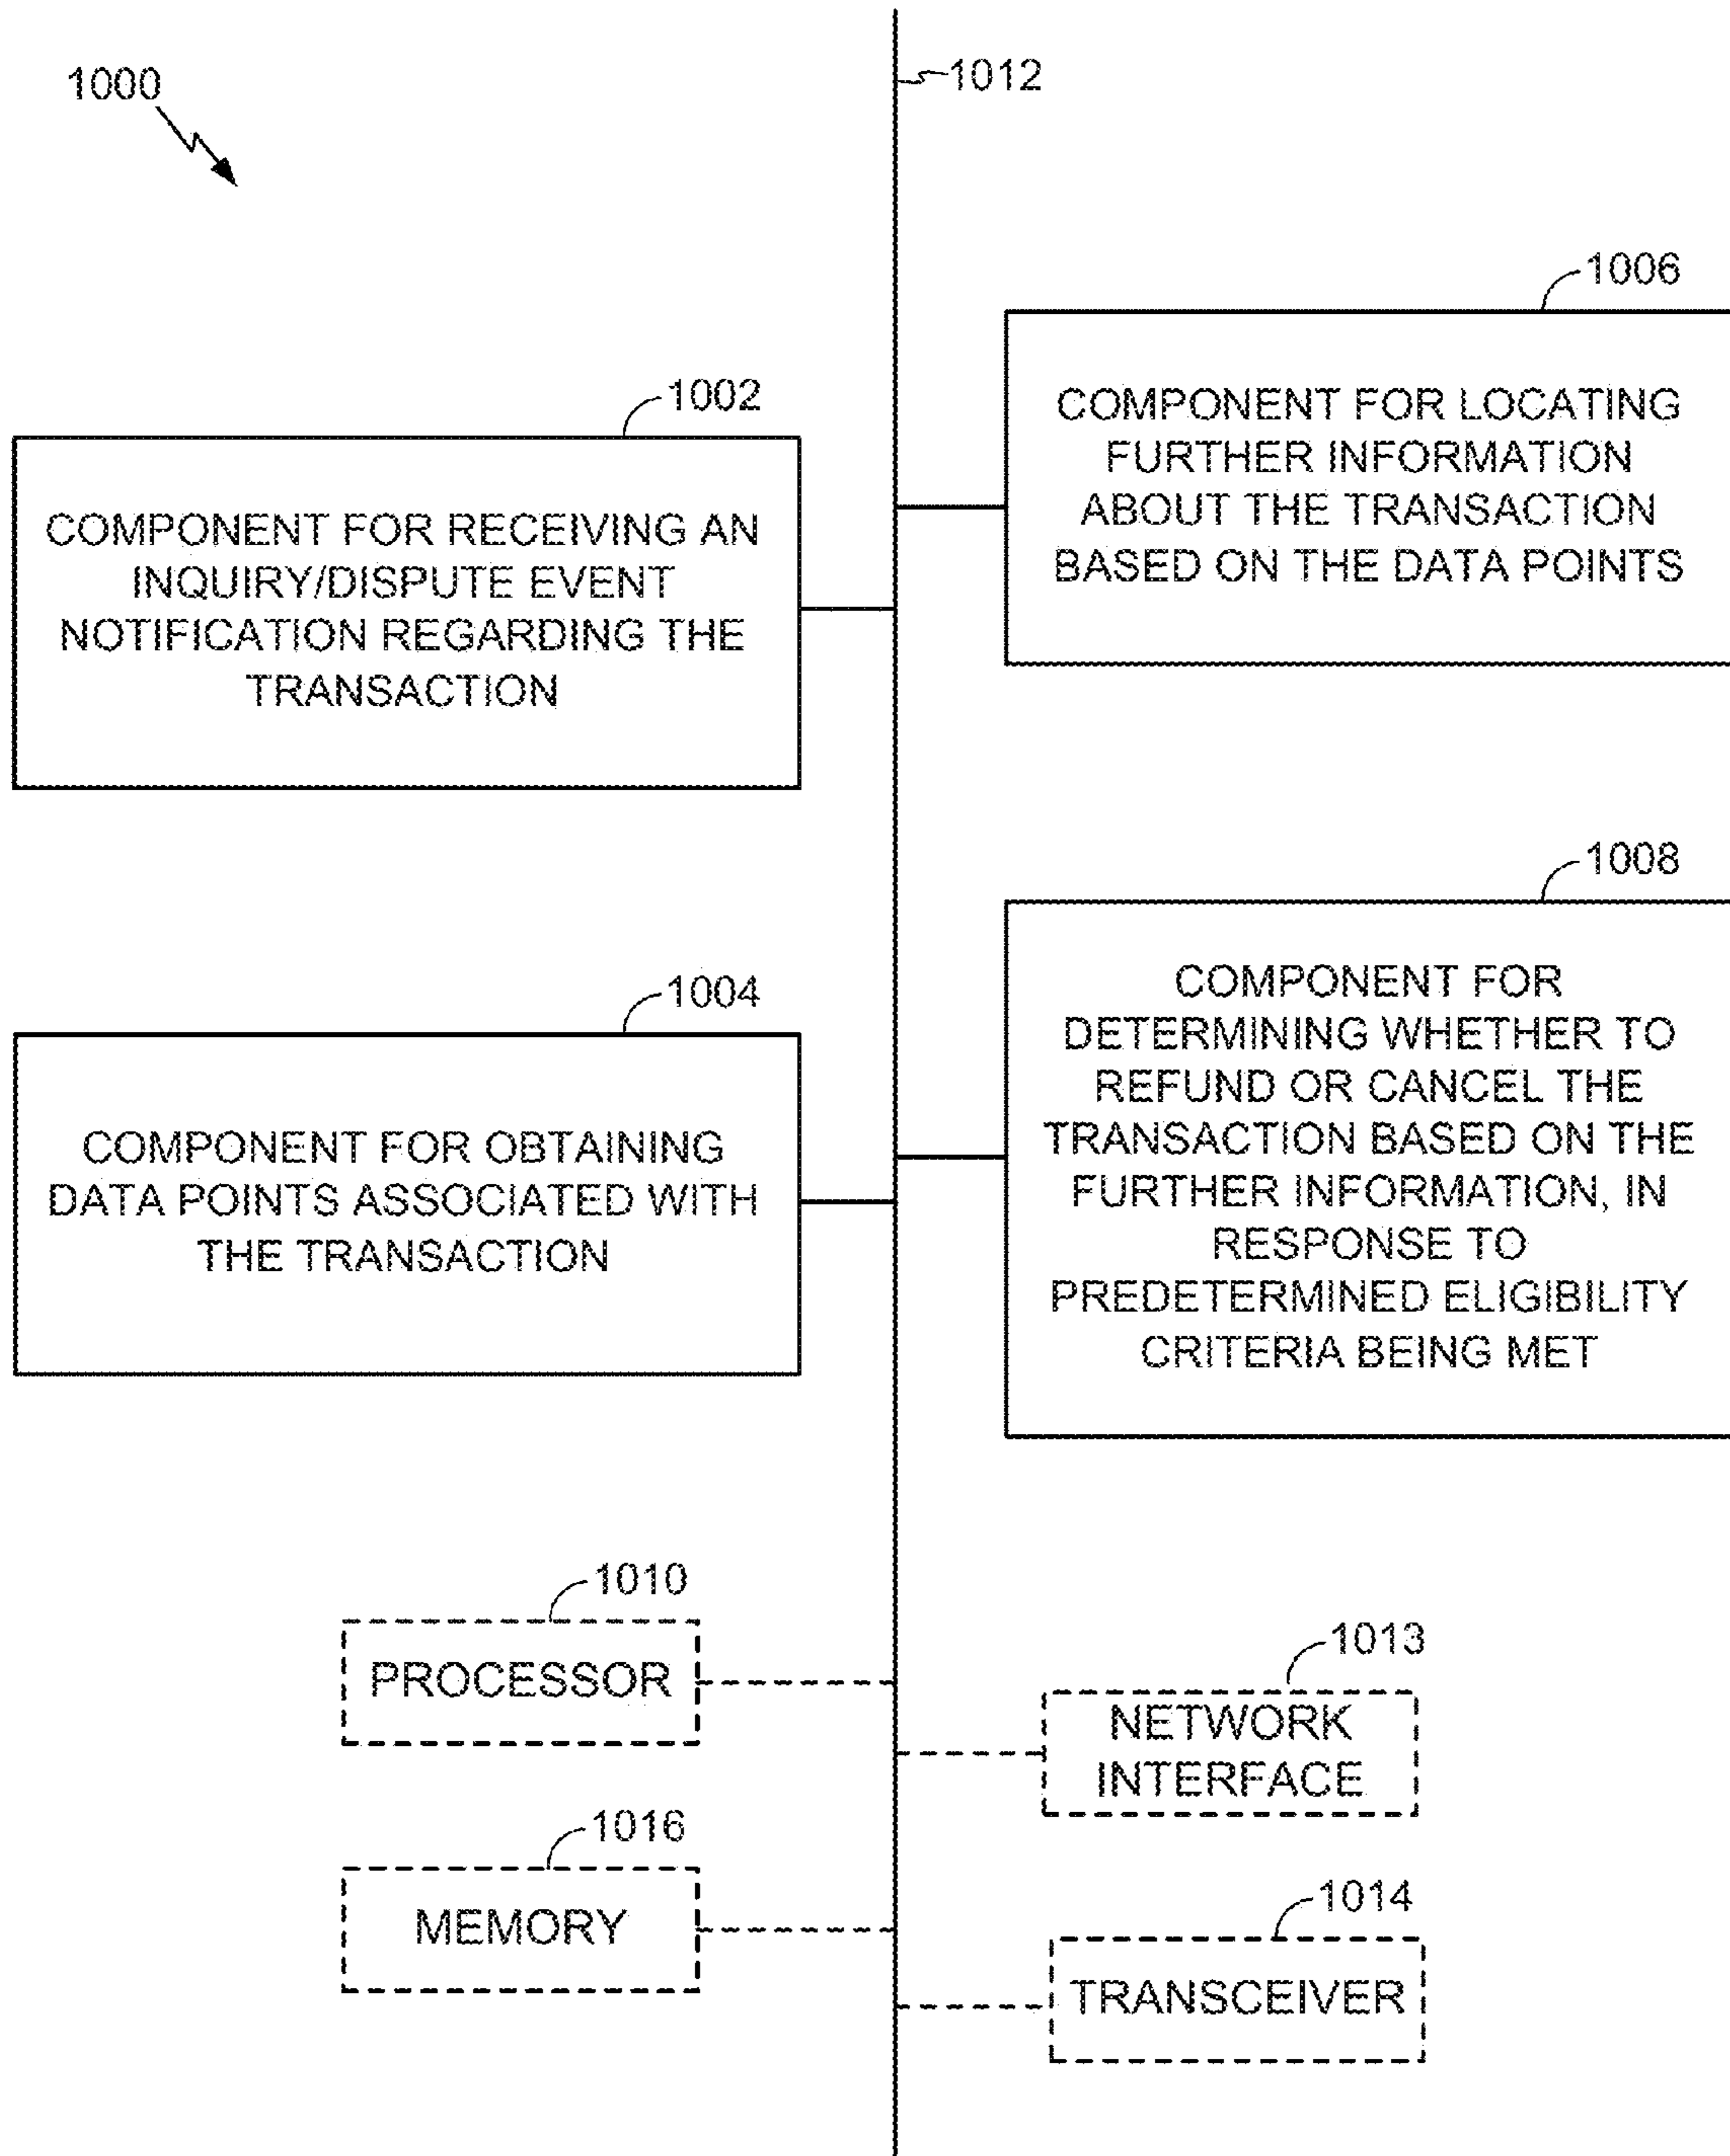 1000
1012
1006
COMPONENT FOR LOCATING
FURTHER INFORMATION
ABOUT THE TRANSACTION
BASED ON THE DATA POINTS
1002
COMPONENT FOR RECEIVING AN
INQUIRY/DISPUTE EVENT
NOTIFICATION REGARDING THE
TRANSACTION
1008
COMPONENT FOR
DETERMINING WHETHER TO
REFUND OR CANCEL THE
TRANSACTION BASED ON THE
FURTHER INFORMATION, IN
RESPONSE TO
PREDETERMINED ELIGIBILITY
CRITERIA BEING MET
1004
COMPONENT FOR OBTAINING
DATA POINTS ASSOCIATED WITH
THE TRANSACTION
1010
PROCESSOR
1013
NETWORK
INTERFACE
1016
MEMORY
1014
TRANSCEIVER